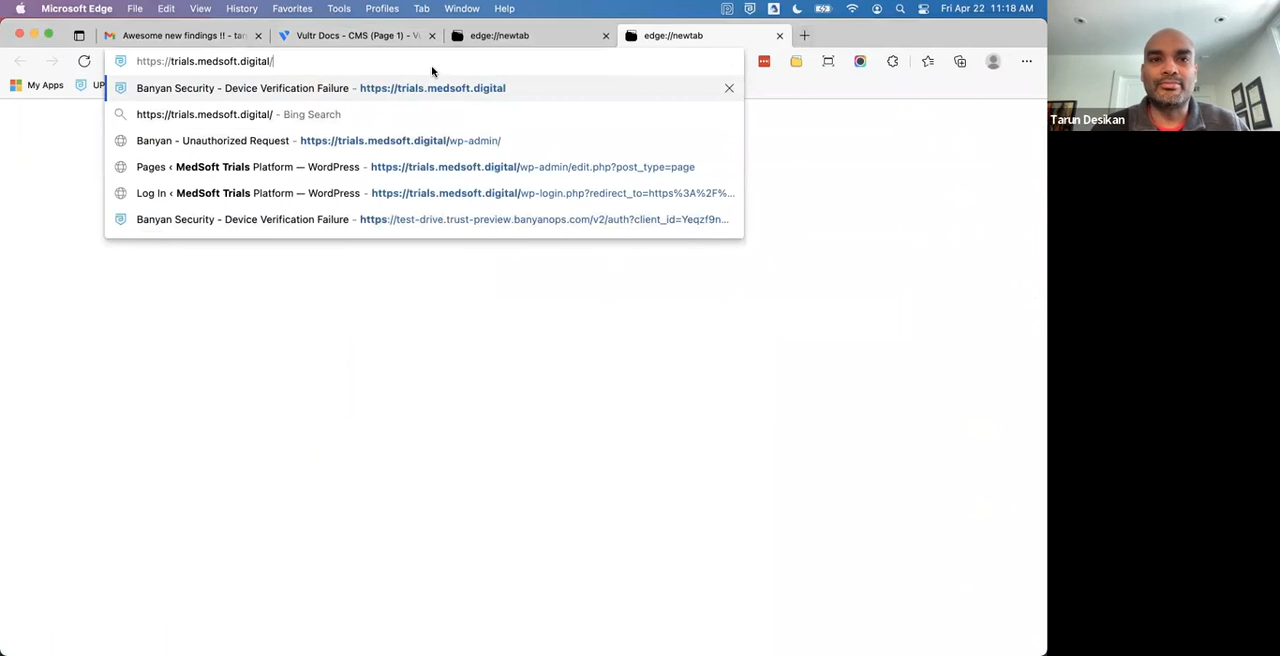 Microsoft Edge File Edit View History Favorites Tools Profiles Tab Window Help Fri Apr 22 11:18 AM
Awesome new findings !! - tan Vultr Docs - CMS (Page 1) - Vu edge://newtab edge://newtab
https://trials.medsoft.digital/
My Apps UP
Banyan Security - Device Verification Failure - https://trials.medsoft.digital
https://trials.medsoft.digital/ - Bing Search
Banyan - Unauthorized Request - https://trials.medsoft.digital/wp-admin/
Pages ‹ MedSoft Trials Platform — WordPress - https://trials.medsoft.digital/wp-admin/edit.php?post_type=page
Log In ‹ MedSoft Trials Platform — WordPress - https://trials.medsoft.digital/wp-login.php?redirect_to=https%3A%2F%...
Banyan Security - Device Verification Failure - https://test-drive.trust-preview.banyanops.com/v2/auth?client_id=Yeqzf9n...
Tarun Desikan